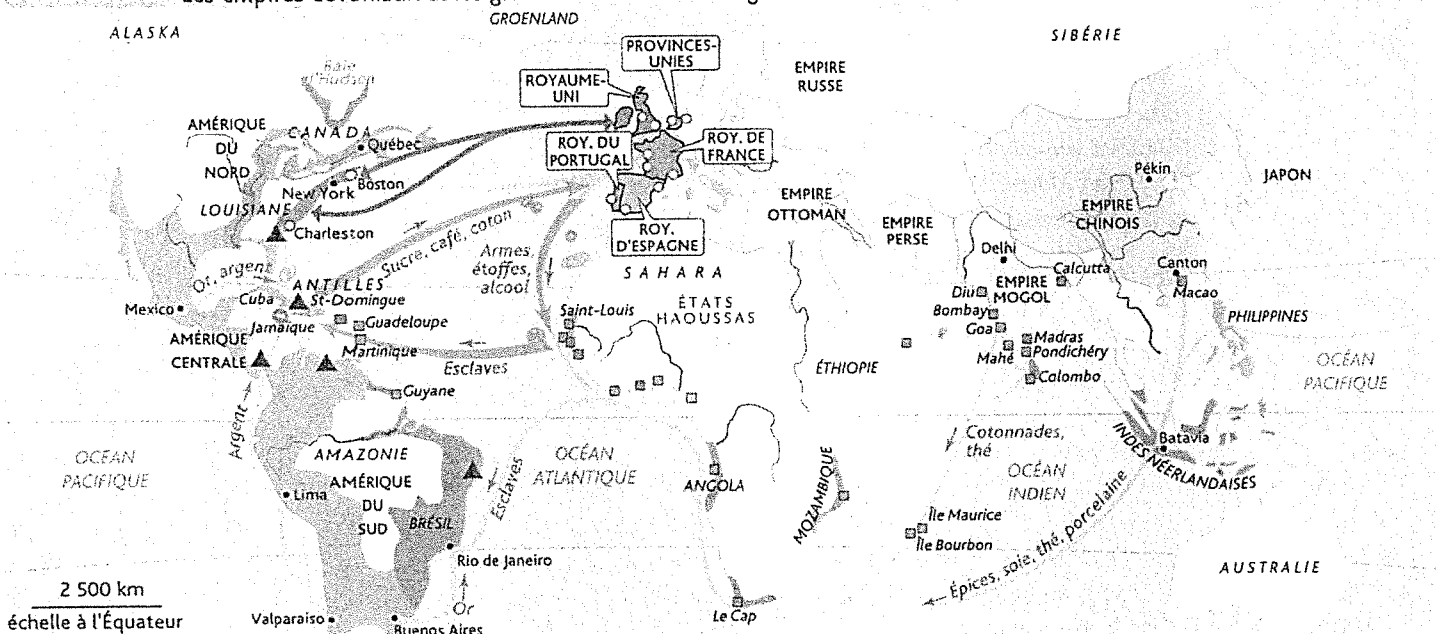 Les empires coloniaux et
GROENLAND
ALASKA
SIBÉRIE
PROVINCES-
UNIES
ROYAUME-
UNI
EMPIRE
RUSSE
Baie
d'Hudson
AMÉRIQUE
DU
NORD
CANADA
Québec
ROY. DU
PORTUGAL
ROY. DE
FRANCE
New York
Boston
Pékin
JAPON
LOUISIANE
Charleston
EMPIRE
OTTOMAN
EMPIRE
CHINOIS
Sucre, café, coton
ROY.
D'ESPAGNE
EMPIRE
PERSE
Delhi
Or, argent
Armes,
étoffes,
alcool
SAHARA
Calcutta
Canton
ANTILLES
Cuba
St-Domingue
Mexico
EMPIRE
MOGOL
Diu
Macao
Jamaïque
Guadeloupe
Saint-Louis
ÉTATS
HAOUSSAS
Bombay
Goa
PHILIPPINES
AMÉRIQUE
CENTRALE
Martinique
Esclaves
Mahé
Madras
Pondichéry
ÉTHIOPIE
OCÉAN
PACIFIQUE
Colombo
Guyane
Argent
OCÉAN
PACIFIQUE
AMAZONIE
OCÉAN
ATLANTIQUE
Cotonnades,
thé
Batavia
INDES NÉERLANDAISES
AMÉRIQUE
DU
SUD
Lima
Esclaves
ANGOLA
MOZAMBIQUE
OCÉAN
INDIEN
BRÉSIL
Île Maurice
Île Bourbon
Rio de Janeiro
Épices, soie, thé, porcelaine
AUSTRALIE
2 500 km
échelle à l'Équateur
Or
Le Cap
Valparaiso
Buenos Aires